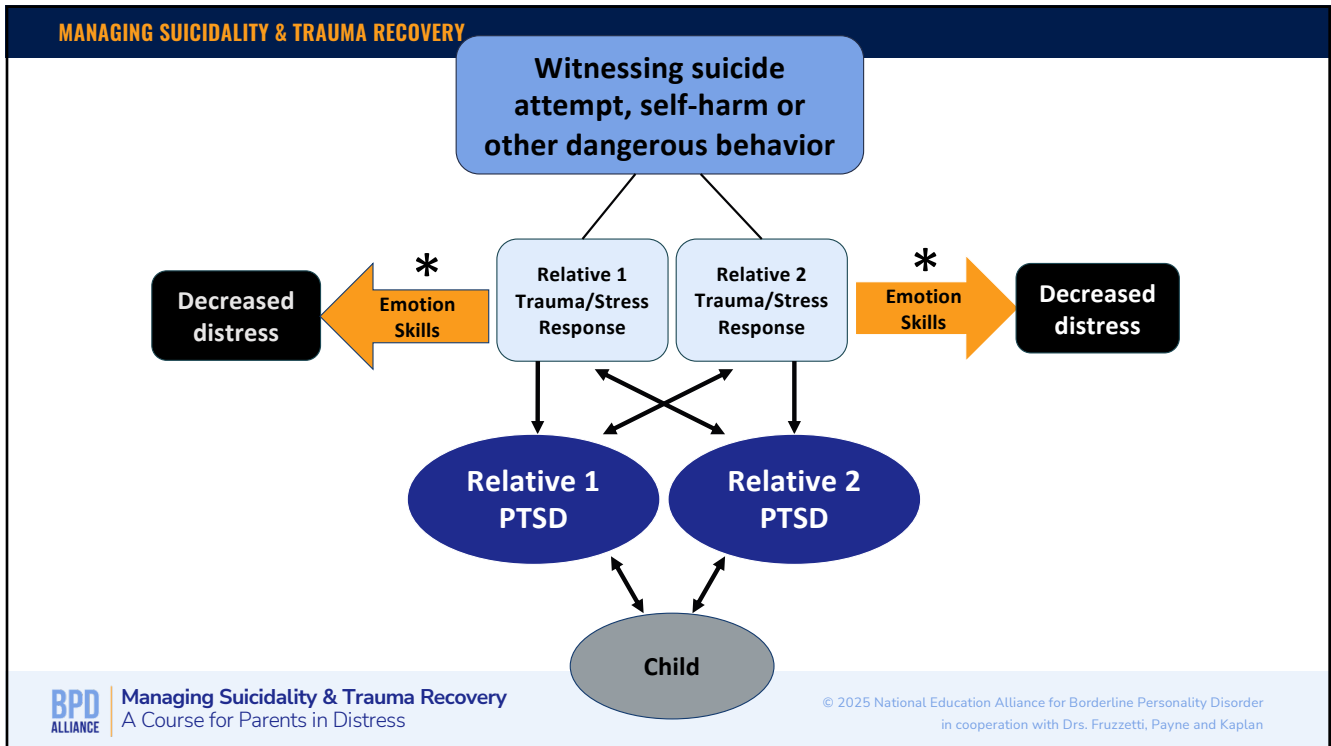 MANAGING SUICIDALITY & TRAUMA RECOVERY
Witnessing suicide
attempt, self-harm or
other dangerous behavior
Decreased
distress
*
Emotion
Skills
Relative 1
Trauma/Stress
Response
Relative 2
Trauma/Stress
Response
*
Emotion
Skills
Decreased
distress
Relative 1
PTSD
Relative 2
PTSD
Child
BPD
ALLIANCE
Managing Suicidality & Trauma Recovery
A Course for Parents in Distress
© 2025 National Education Alliance for Borderline Personality Disorder
in cooperation with Drs. Fruzzetti, Payne and Kaplan